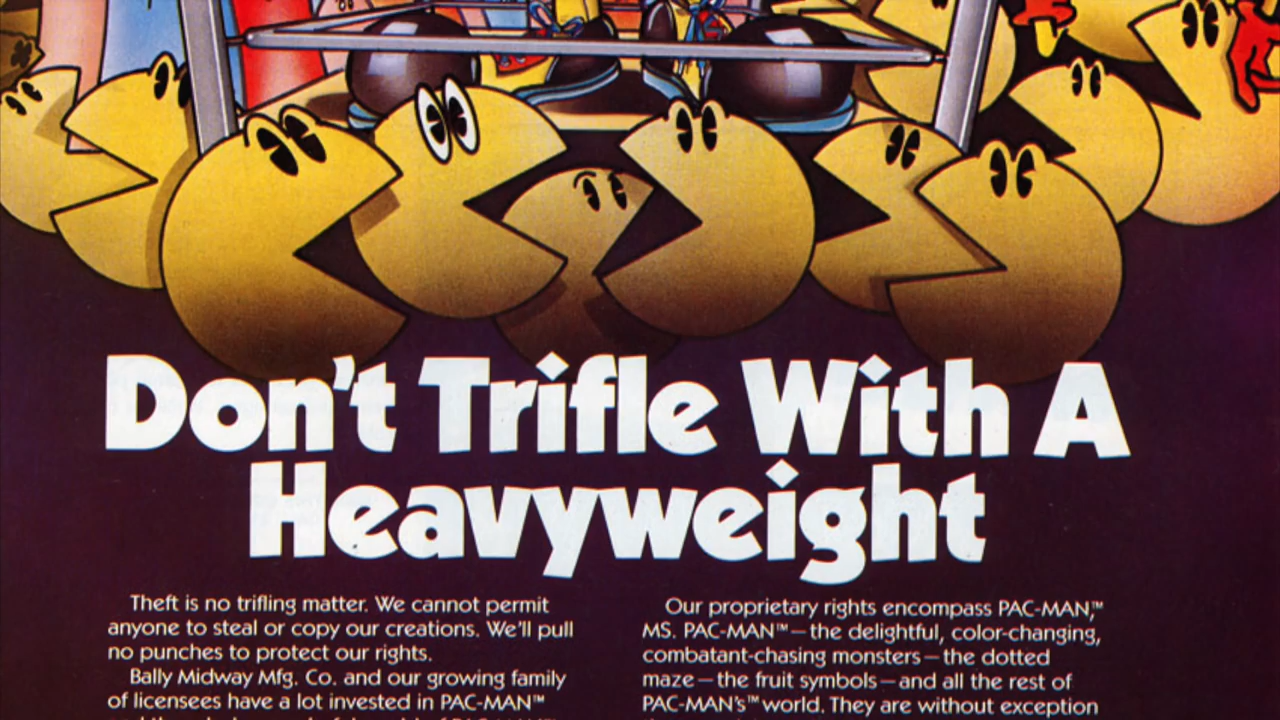 Don't Trifle With A
Heavyweight
Theft is no trifling matter. We cannot permit
anyone to steal or copy our creations. We'll pull
no punches to protect our rights.
Bally Midway Mfg. Co. and our growing family
of licensees have a lot invested in PAC-MAN™
Our proprietary rights encompass PAC-MAN,™
MS. PAC-MAN™—the delightful, color-changing,
combatant-chasing monsters—the dotted
maze—the fruit symbols—and all the rest of
PAC-MAN's™ world. They are without exception